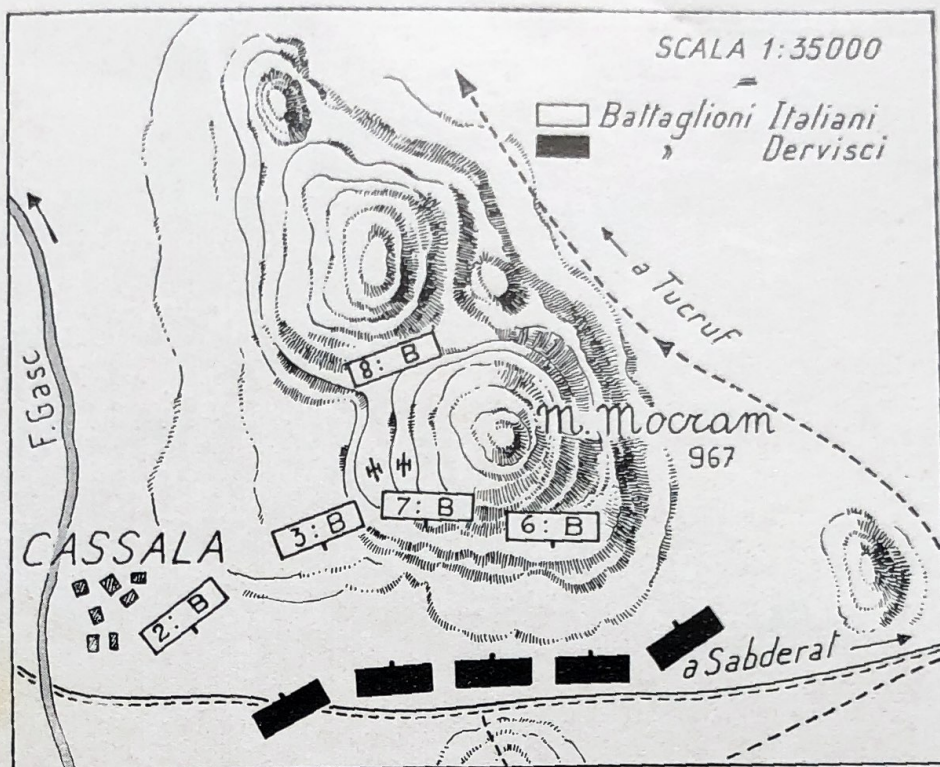 SCALA 1:35000
Battaglioni Italiani
" Dervisci
a Tucruf
F. Gasc
8: B
M. Mocram
967
7: B
3: B
6: B
CASSALA
2: B
a Sabderat